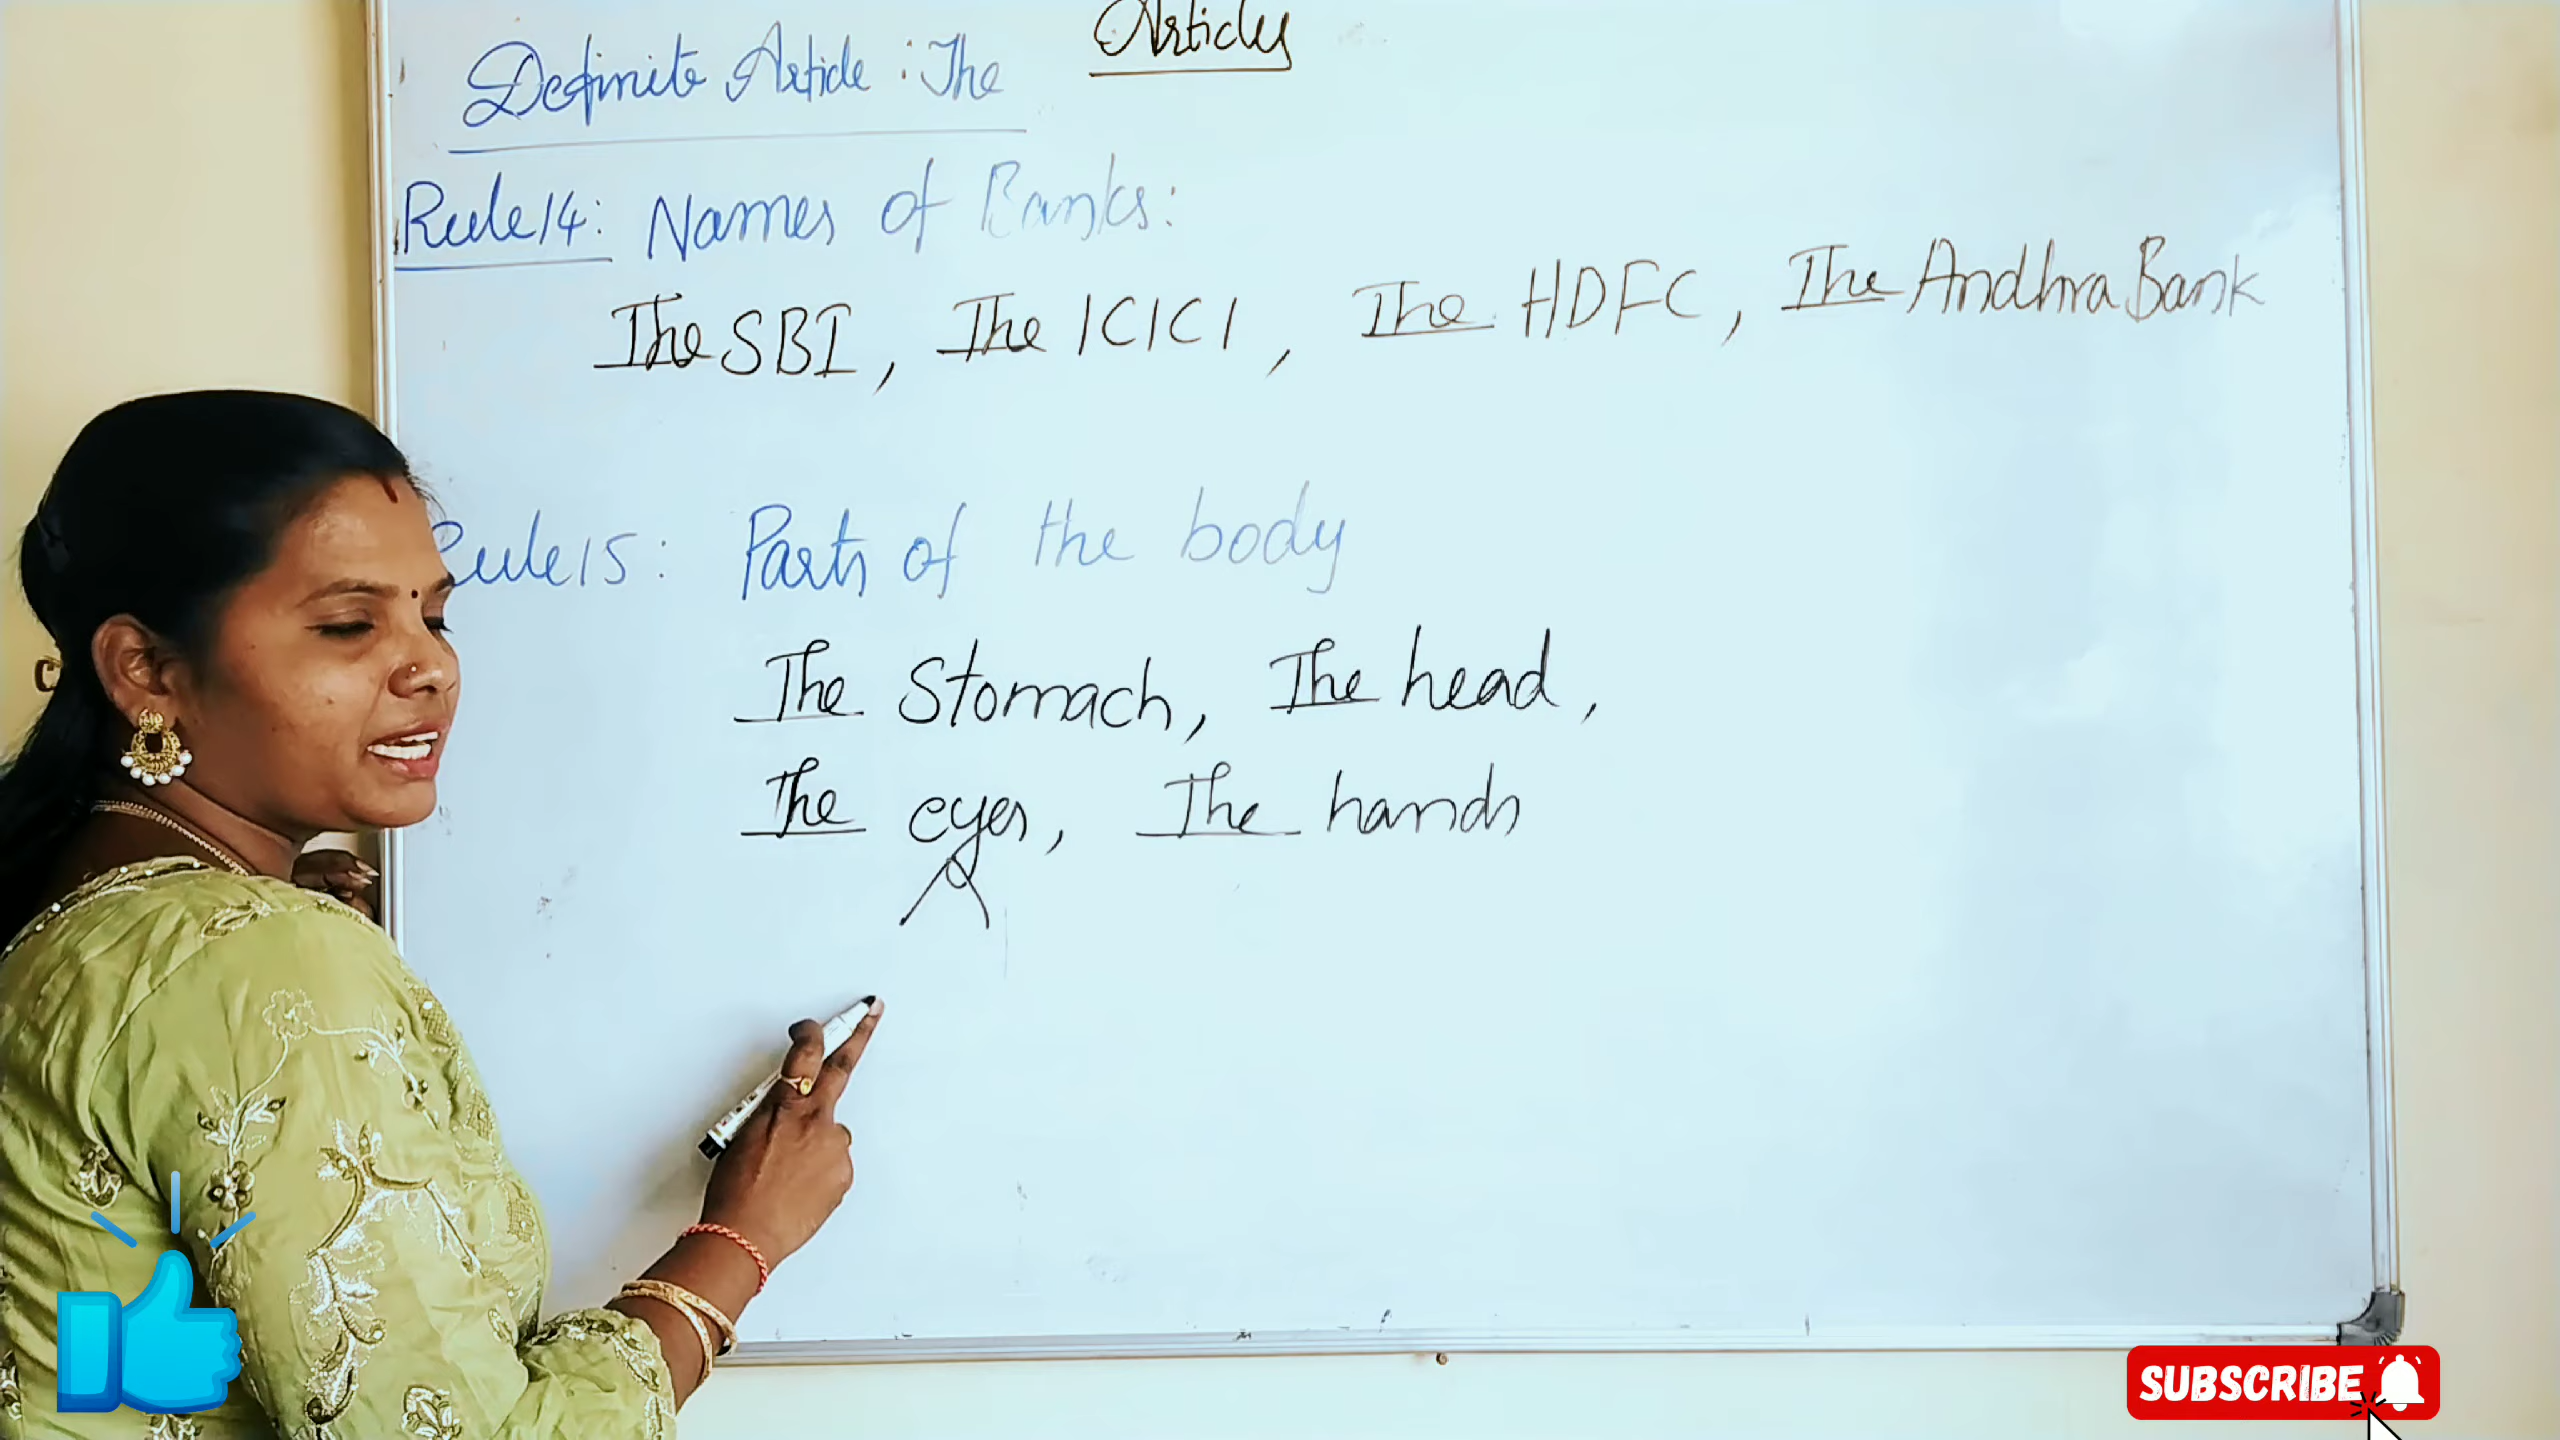 Articles
Definite Article : The
Rule 14: Names of Banks:
The SBI, The ICICI, The HDFC, The Andhra Bank
Rule 15: Parts of the body
The Stomach, The head,
The eyes, The hands
SUBSCRIBE